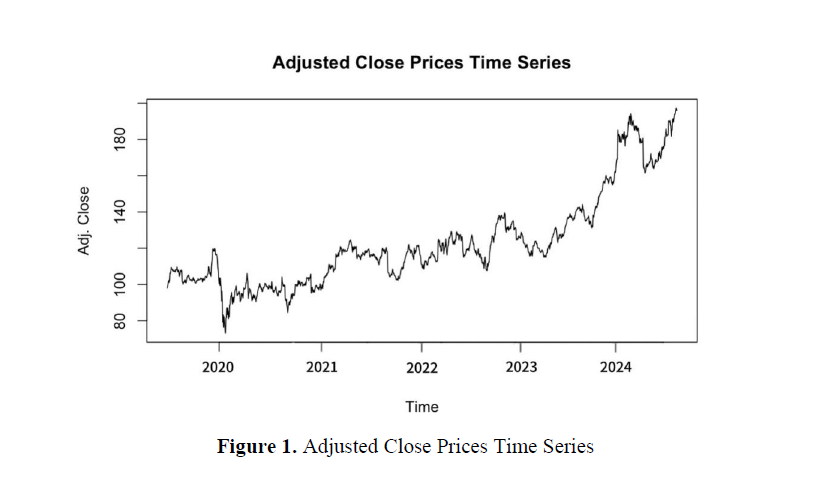 Adjusted Close Prices Time Series
Adj. Close
180
140
100
80
2020 2021 2022 2023 2024
Time
Figure 1. Adjusted Close Prices Time Series